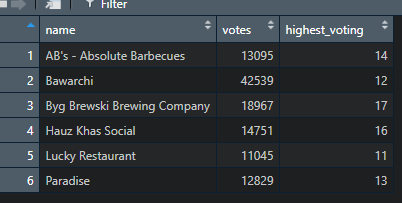 Filter
name votes highest_voting
1 AB's - Absolute Barbecues 13095 14
2 Bawarchi 42539 12
3 Byg Brewski Brewing Company 18967 17
4 Hauz Khas Social 14751 16
5 Lucky Restaurant 11045 11
6 Paradise 12829 13